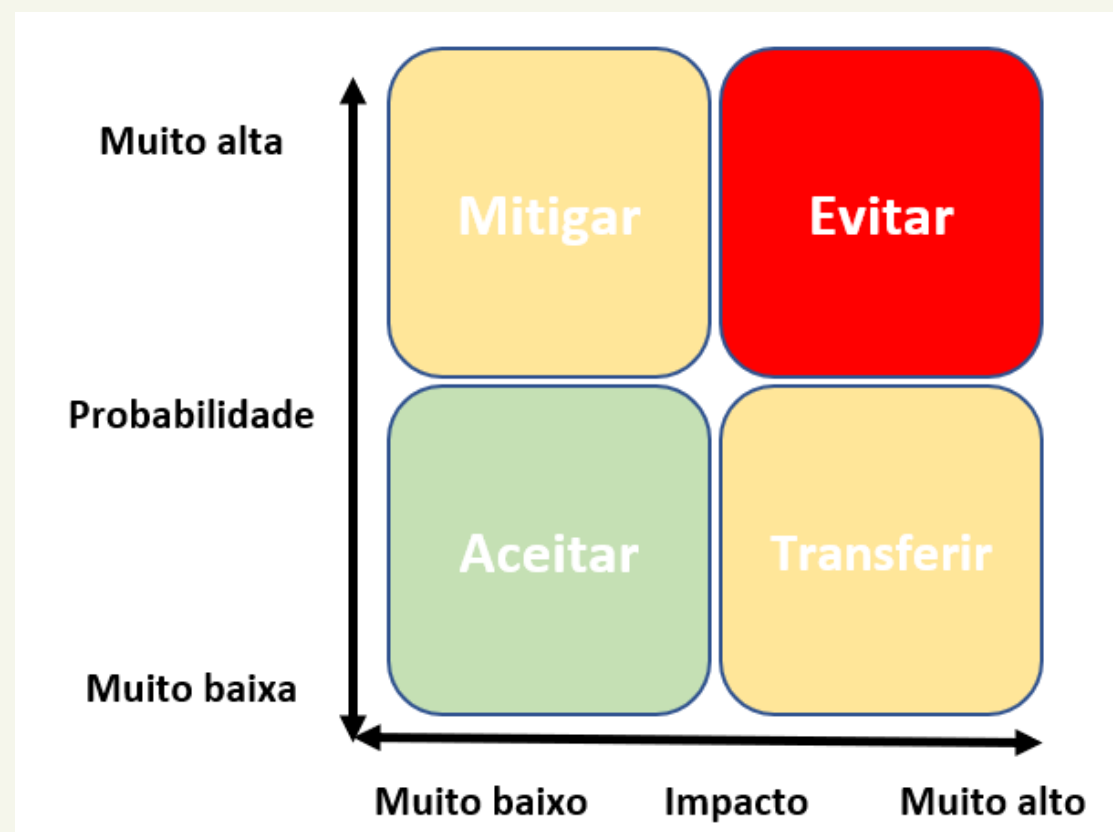 Muito alta
Mitigar
Evitar
Probabilidade
Aceitar
Transferir
Muito baixa
Muito baixo
Impacto
Muito alto